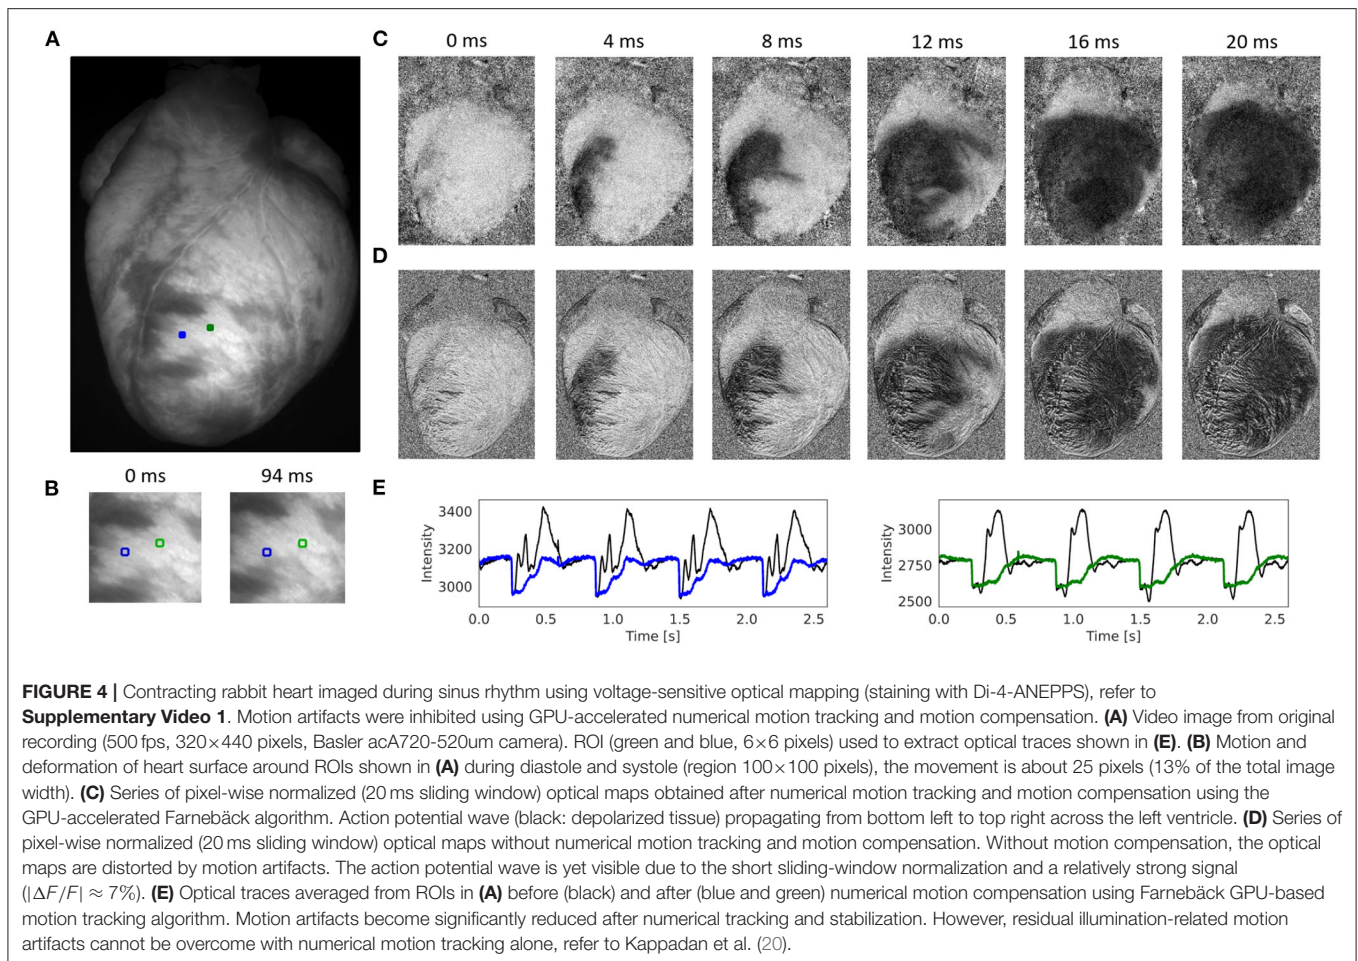 A
C
0 ms
4 ms
8 ms
12 ms
16 ms
20 ms
D
B
0 ms
94 ms
E
3400
3200
3000
Intensity
0.0
0.5
1.0
1.5
2.0
2.5
Time [s]
3000
2750
2500
Intensity
0.0
0.5
1.0
1.5
2.0
2.5
Time [s]
FIGURE 4 | Contracting rabbit heart imaged during sinus rhythm using voltage-sensitive optical mapping (staining with Di-4-ANEPPS), refer to
Supplementary Video 1. Motion artifacts were inhibited using GPU-accelerated numerical motion tracking and motion compensation. (A) Video image from original
recording (500 fps, 320×440 pixels, Basler acA720-520um camera). ROI (green and blue, 6×6 pixels) used to extract optical traces shown in (E). (B) Motion and
deformation of heart surface around ROIs shown in (A) during diastole and systole (region 100×100 pixels), the movement is about 25 pixels (13% of the total image
width). (C) Series of pixel-wise normalized (20 ms sliding window) optical maps obtained after numerical motion tracking and motion compensation using the
GPU-accelerated Farnebäck algorithm. Action potential wave (black: depolarized tissue) propagating from bottom left to top right across the left ventricle. (D) Series of
pixel-wise normalized (20 ms sliding window) optical maps without numerical motion tracking and motion compensation. Without motion compensation, the optical
maps are distorted by motion artifacts. The action potential wave is yet visible due to the short sliding-window normalization and a relatively strong signal
(|ΔF/F| ≈ 7%). (E) Optical traces averaged from ROIs in (A) before (black) and after (blue and green) numerical motion compensation using Farnebäck GPU-based
motion tracking algorithm. Motion artifacts become significantly reduced after numerical tracking and stabilization. However, residual illumination-related motion
artifacts cannot be overcome with numerical motion tracking alone, refer to Kappadan et al. (20).